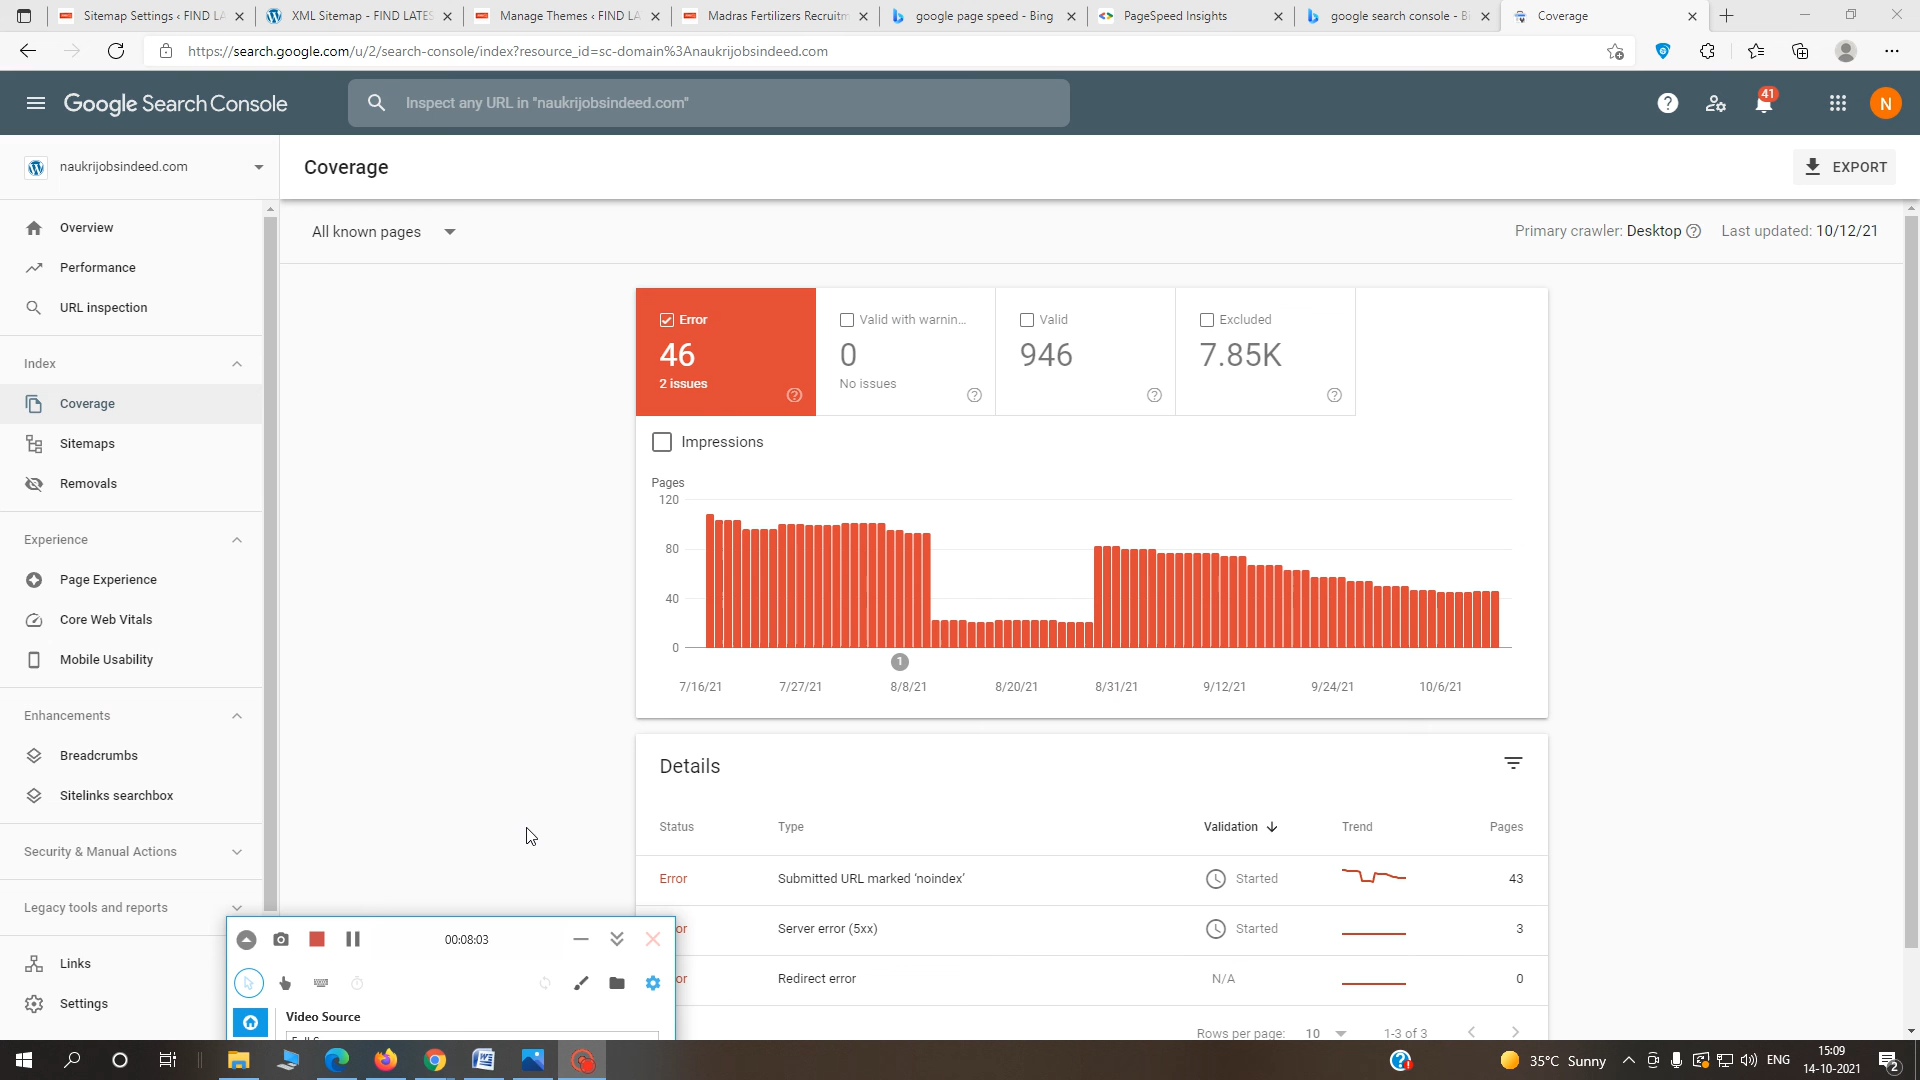 Sitemap Settings ‹ FIND LA
XML Sitemap - FIND LATES
Manage Themes ‹ FIND LA
Madras Fertilizers Recruitm
google page speed - Bing
PageSpeed Insights
google search console - Bi
Coverage
https://search.google.com/u/2/search-console/index?resource_id=sc-domain%3Anaukrijobsindeed.com
Google Search Console
Inspect any URL in "naukrijobsindeed.com"
41
N
naukrijobsindeed.com
Coverage
EXPORT
Overview
Performance
URL inspection
Index
Coverage
Sitemaps
Removals
Experience
Page Experience
Core Web Vitals
Mobile Usability
Enhancements
Breadcrumbs
Sitelinks searchbox
Security & Manual Actions
Legacy tools and reports
Links
Settings
All known pages
Primary crawler: Desktop
Last updated: 10/12/21
Error
46
2 issues
Valid with warnin...
0
No issues
Valid
946
Excluded
7.85K
Impressions
Pages
120
80
40
0
1
7/16/21 7/27/21 8/8/21 8/20/21 8/31/21 9/12/21 9/24/21 10/6/21
Details
Status Type Validation Trend Pages
Error Submitted URL marked 'noindex' Started 43
or Server error (5xx) Started 3
or Redirect error N/A 0
Rows per page: 10 1-3 of 3
00:08:03
Video Source
35°C Sunny
ENG
15:09
14-10-2021
2